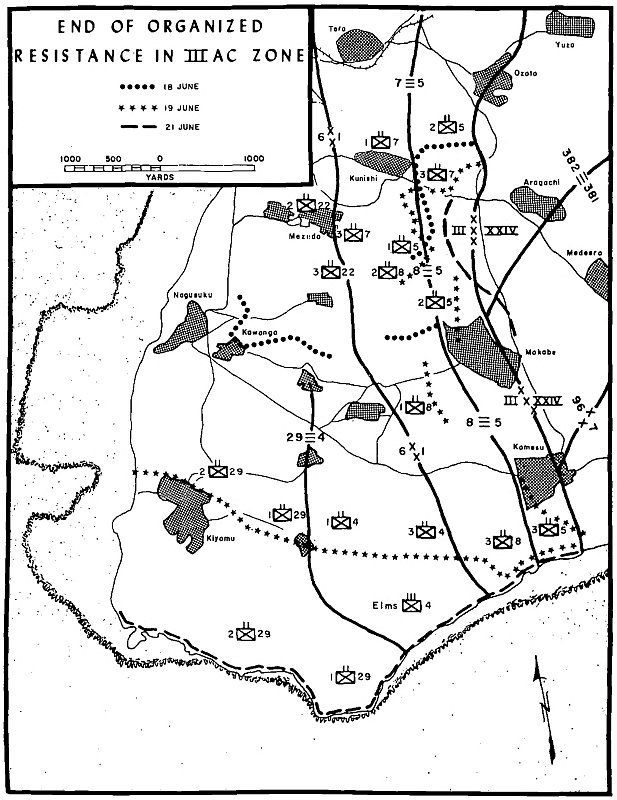 END OF ORGANIZED
RESISTANCE IN III AC ZONE
18 JUNE
19 JUNE
21 JUNE
1000 500 0 1000
YARDS
Tera
Yuza
Ozato
7 5
6 1
2 5
1 7
Kunishi
3 7
382 381
Aragachi
2 22
Mezado
3 7
III XXIV
1 5
Medeera
3 22
2 8
8 5
Nagusuku
2 5
Kawanga
Makabe
1 8
III XXIV
96 7
29 4
8 5
6 1
Komesu
2 29
1 29
1 4
3 4
3 8
3 5
Kiyamu
Elms 4
2 29
1 29
N